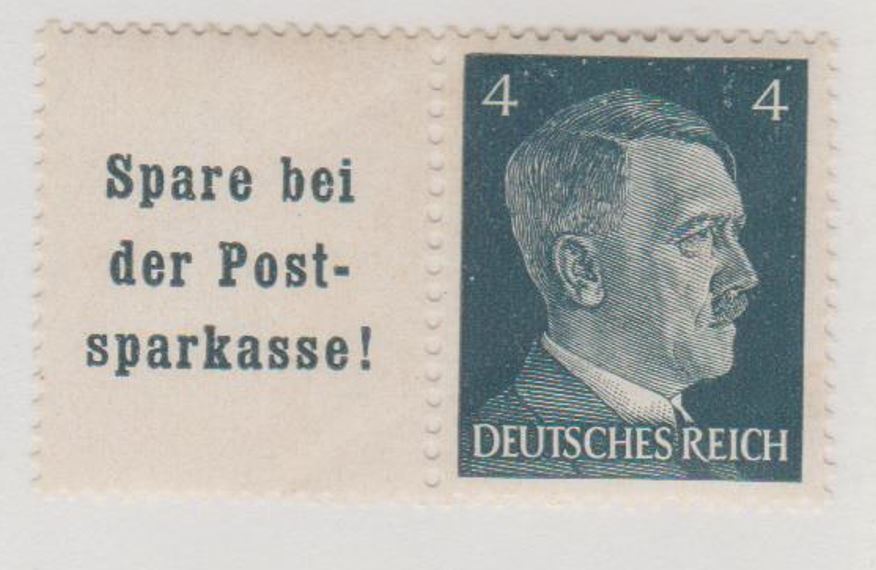 Spare bei
der Post-
sparkasse!
4 4
DEUTSCHES REICH